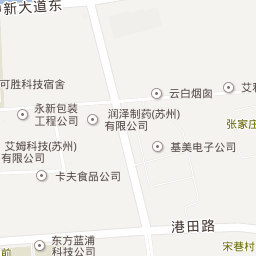 中新大道东
可胜科技宿舍
云白烟囱
艾利
永新包装
工程公司
润泽制药(苏州)
有限公司
张家庄
艾姆科技(苏州)
有限公司
基美电子公司
卡夫食品公司
港田路
东方蓝浦
科技公司
前
宋巷村